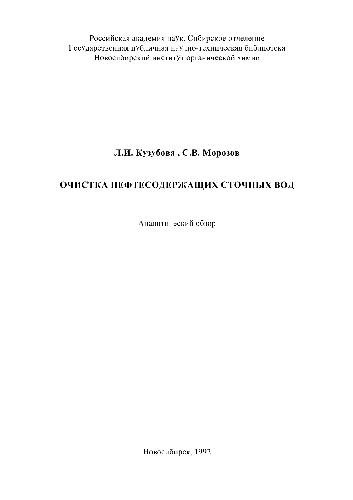 Российская академия наук. Сибирское отделение
Государственная публичная научно-техническая библиотека
Новосибирский институт органической химии
Л.И. Кузубова , С.В. Морозов
ОЧИСТКА НЕФТЕСОДЕРЖАЩИХ СТОЧНЫХ ВОД
Аналитический обзор
Новосибирск, 1992